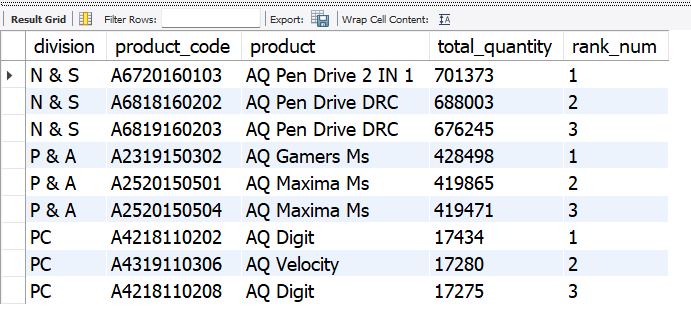 Result Grid Filter Rows: Export: Wrap Cell Content:
division product_code product total_quantity rank_num
N & S A6720160103 AQ Pen Drive 2 IN 1 701373 1
N & S A6818160202 AQ Pen Drive DRC 688003 2
N & S A6819160203 AQ Pen Drive DRC 676245 3
P & A A2319150302 AQ Gamers Ms 428498 1
P & A A2520150501 AQ Maxima Ms 419865 2
P & A A2520150504 AQ Maxima Ms 419471 3
PC A4218110202 AQ Digit 17434 1
PC A4319110306 AQ Velocity 17280 2
PC A4218110208 AQ Digit 17275 3